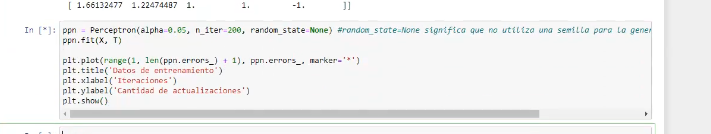 [ 1.66132477 1.22474487 1. 1. -1. ]]
In [*]: ppn = Perceptron(alpha=0.05, n_iter=200, random_state=None) #random_state=None significa que no utiliza una semilla para la gener
ppn.fit(X, T)
plt.plot(range(1, len(ppn.errors_) + 1), ppn.errors_, marker='*')
plt.title('Datos de entrenamiento')
plt.xlabel('Iteraciones')
plt.ylabel('Cantidad de actualizaciones')
plt.show()